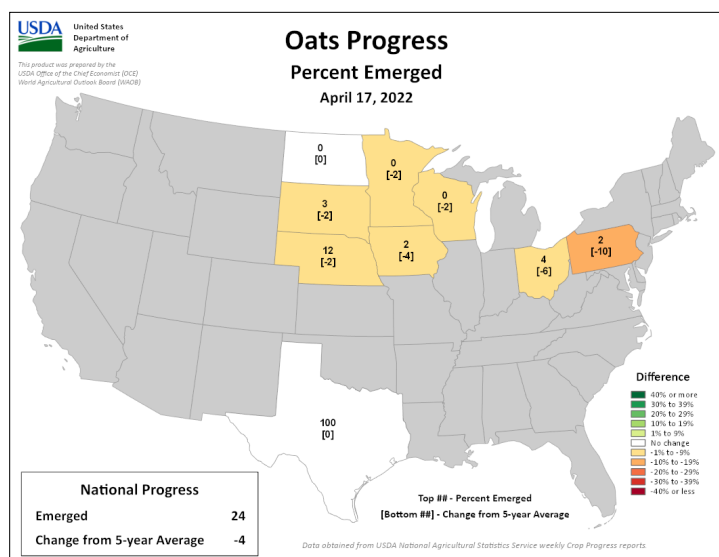 USDA
United States
Department of
Agriculture
This product was prepared by the
USDA Office of the Chief Economist (OCE)
World Agricultural Outlook Board (WAOB)
Oats Progress
Percent Emerged
April 17, 2022
0
[0]
0
[-2]
0
[-2]
3
[-2]
12
[-2]
2
[-4]
4
[-6]
2
[-10]
100
[0]
Difference
40% or more
30% to 39%
20% to 29%
10% to 19%
1% to 9%
No change
-1% to -9%
-10% to -19%
-20% to -29%
-30% to -39%
-40% or less
National Progress
Emerged 24
Change from 5-year Average -4
Top ## - Percent Emerged
[Bottom ##] - Change from 5-year Average
Data obtained from USDA National Agricultural Statistics Service weekly Crop Progress reports.